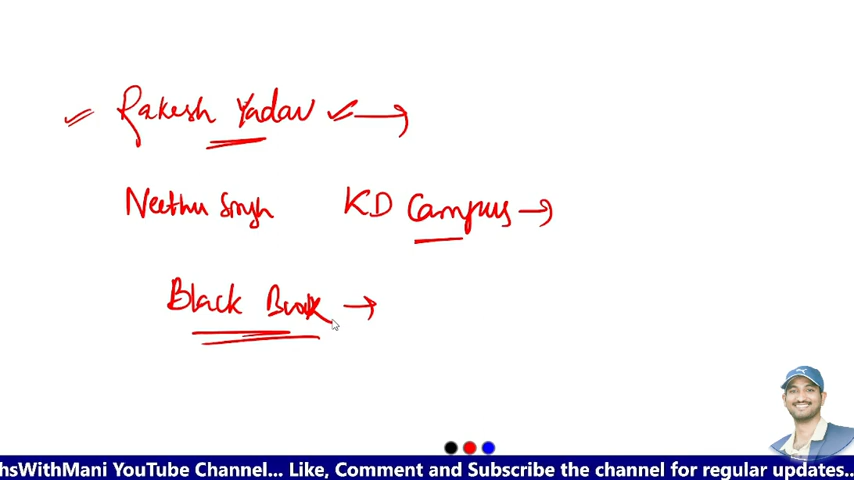 Rakesh Yadav
Neethu Singh KD Campus
Black Book
hsWithMani YouTube Channel... Like, Comment and Subscribe the channel for regular updates..